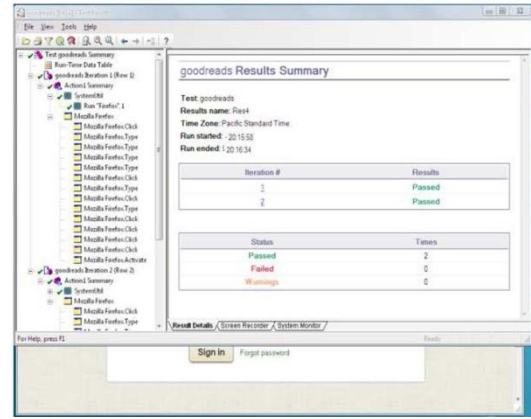 File View Tools Help
Test goodreads Summary
Run-Time Data Table
goodreads Iteration 1 (Row 1)
Action1 Summary
SystemUtil
Run "Firefox".1
Mozilla Firefox
Mozilla Firefox.Click
Mozilla Firefox.Type
Mozilla Firefox.Type
Mozilla Firefox.Type
Mozilla Firefox.Type
Mozilla Firefox.Click
Mozilla Firefox.Type
Mozilla Firefox.Click
Mozilla Firefox.Type
Mozilla Firefox.Click
Mozilla Firefox.Click
Mozilla Firefox.Click
Mozilla Firefox.Activate
goodreads Iteration 2 (Row 2)
Action1 Summary
SystemUtil
Mozilla Firefox
Mozilla Firefox.Click
Mozilla Firefox.Type
goodreads Results Summary
Test: goodreads
Results name: Res4
Time Zone: Pacific Standard Time
Run started: - 20:15:58
Run ended: 20:16:34
Iteration # Results
1 Passed
2 Passed
Status Times
Passed 2
Failed 0
Warnings 0
Result Details Screen Recorder System Monitor
For Help, press F1 Ready
Sign in Forgot password